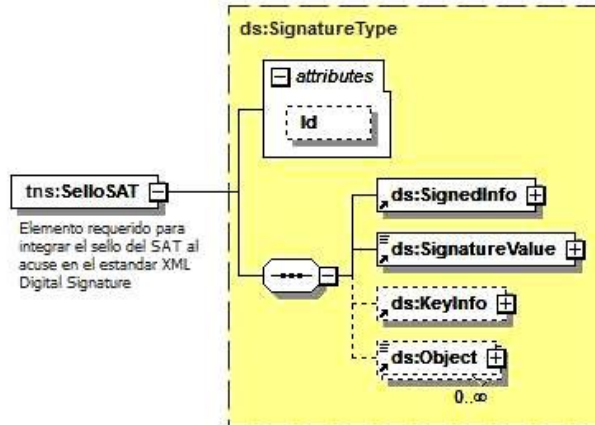 ds:SignatureType
attributes
Id
tns:SelloSAT
Elemento requerido para
integrar el sello del SAT al
acuse en el estandar XML
Digital Signature
ds:SignedInfo
ds:SignatureValue
ds:KeyInfo
ds:Object
0..∞